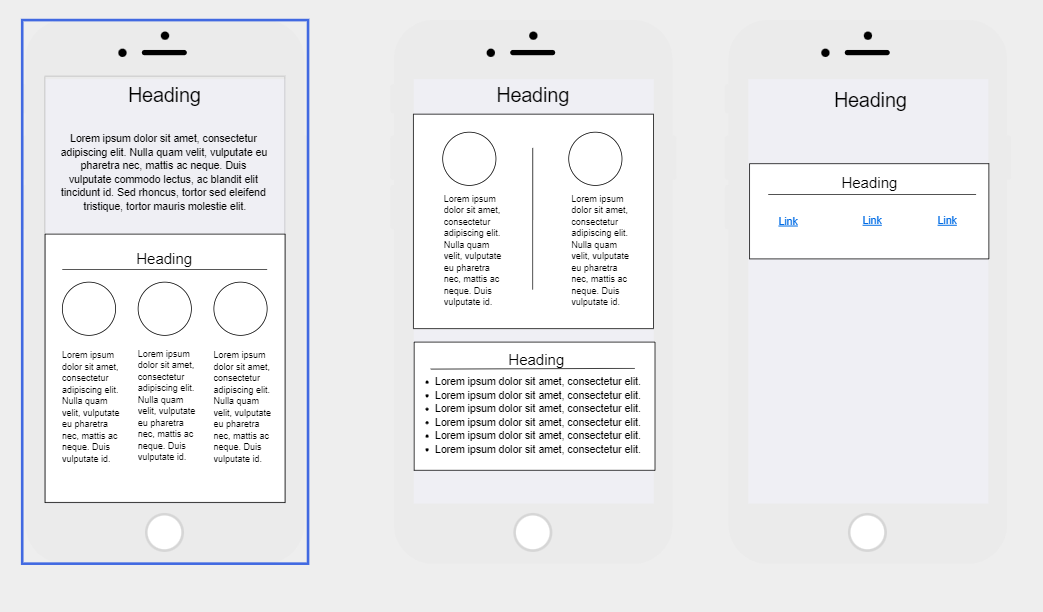 Heading
Lorem ipsum dolor sit amet, consectetur
adipiscing elit. Nulla quam velit, vulputate eu
pharetra nec, mattis ac neque. Duis
vulputate commodo lectus, ac blandit elit
tincidunt id. Sed rhoncus, tortor sed eleifend
tristique, tortor mauris molestie elit.
Heading
Lorem ipsum
dolor sit amet,
consectetur
adipiscing elit.
Nulla quam
velit, vulputate
eu pharetra
nec, mattis ac
neque. Duis
vulputate id.
Lorem ipsum
dolor sit amet,
consectetur
adipiscing elit.
Nulla quam
velit, vulputate
eu pharetra
nec, mattis ac
neque. Duis
vulputate id.
Lorem ipsum
dolor sit amet,
consectetur
adipiscing elit.
Nulla quam
velit, vulputate
eu pharetra
nec, mattis ac
neque. Duis
vulputate id.
Heading
Lorem ipsum
dolor sit amet,
consectetur
adipiscing elit.
Nulla quam
velit, vulputate
eu pharetra
nec, mattis ac
neque. Duis
vulputate id.
Lorem ipsum
dolor sit amet,
consectetur
adipiscing elit.
Nulla quam
velit, vulputate
eu pharetra
nec, mattis ac
neque. Duis
vulputate id.
Heading
• Lorem ipsum dolor sit amet, consectetur elit.
• Lorem ipsum dolor sit amet, consectetur elit.
• Lorem ipsum dolor sit amet, consectetur elit.
• Lorem ipsum dolor sit amet, consectetur elit.
• Lorem ipsum dolor sit amet, consectetur elit.
• Lorem ipsum dolor sit amet, consectetur elit.
Heading
Heading
Link Link Link